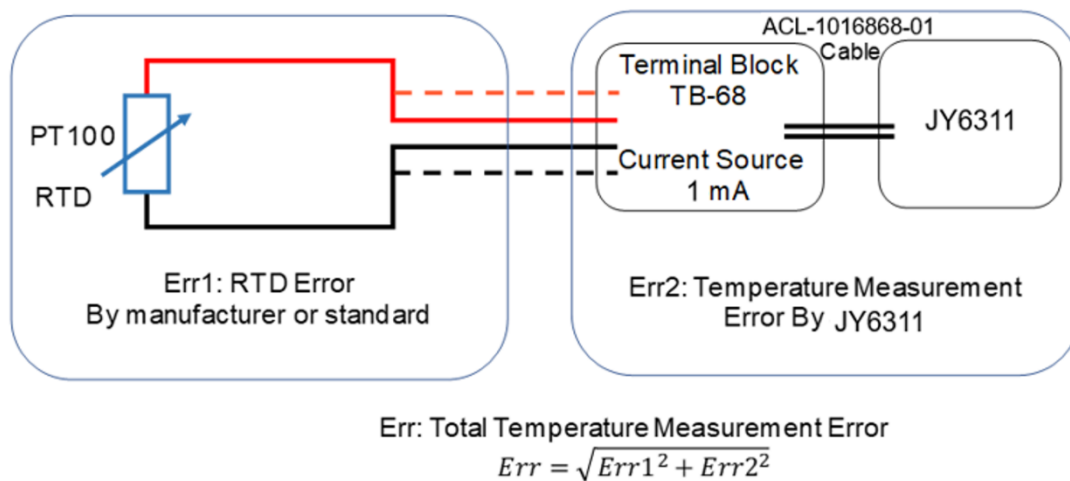 ACL-1016868-01
Cable
Terminal Block
TB-68
JY6311
PT100
RTD
Current Source
1 mA
Err1: RTD Error
By manufacturer or standard
Err2: Temperature Measurement
Error By JY6311
Err: Total Temperature Measurement Error
Err = √Err1² + Err2²